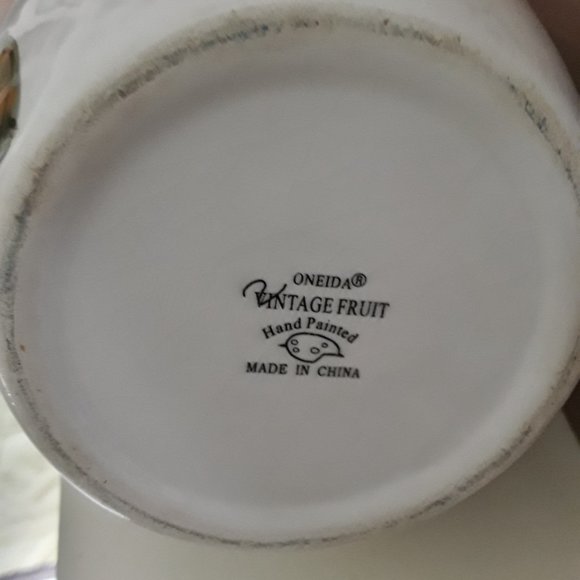 ONEIDA®
VINTAGE FRUIT
Hand Painted
MADE IN CHINA